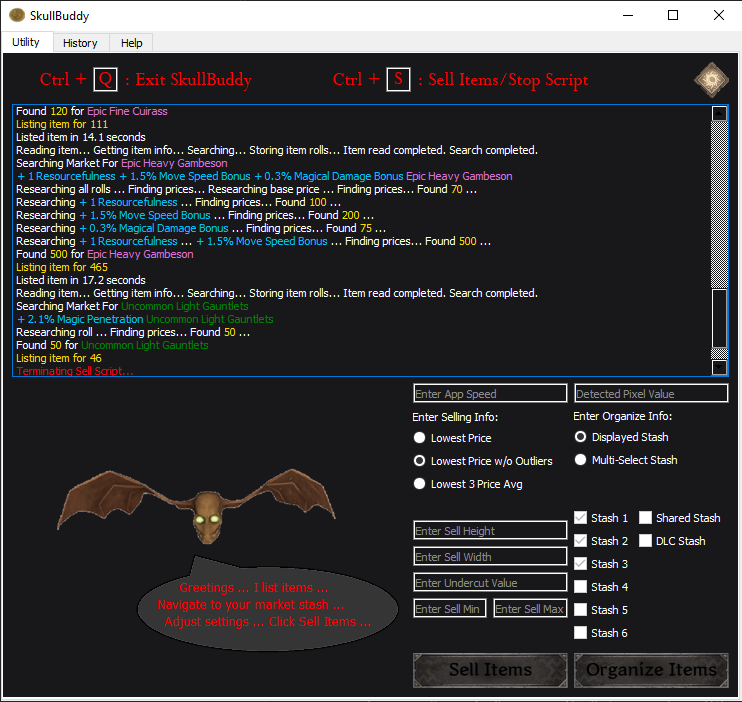 SkullBuddy
Utility History Help
Ctrl + Q : Exit SkullBuddy
Ctrl + S : Sell Items/Stop Script
Found 120 for Epic Fine Cuirass
Listing item for 111
Listed item in 14.1 seconds
Reading item... Getting item info... Searching... Storing item rolls... Item read completed. Search completed.
Searching Market For Epic Heavy Gambeson
+ 1 Resourcefulness + 1.5% Move Speed Bonus + 0.3% Magical Damage Bonus Epic Heavy Gambeson
Researching all rolls ... Finding prices... Researching base price ... Finding prices... Found 70 ...
Researching + 1 Resourcefulness ... Finding prices... Found 100 ...
Researching + 1.5% Move Speed Bonus ... Finding prices... Found 200 ...
Researching + 0.3% Magical Damage Bonus ... Finding prices... Found 75 ...
Researching + 1 Resourcefulness ... + 1.5% Move Speed Bonus ... Finding prices... Found 500 ...
Found 500 for Epic Heavy Gambeson
Listing item for 465
Listed item in 17.2 seconds
Reading item... Getting item info... Searching... Storing item rolls... Item read completed. Search completed.
Searching Market For Uncommon Light Gauntlets
+ 2.1% Magic Penetration Uncommon Light Gauntlets
Researching roll ... Finding prices... Found 50 ...
Found 50 for Uncommon Light Gauntlets
Listing item for 46
Terminating Sell Script...
Enter App Speed
Detected Pixel Value
Enter Selling Info:
Lowest Price
Lowest Price w/o Outliers
Lowest 3 Price Avg
Enter Organize Info:
Displayed Stash
Multi-Select Stash
Enter Sell Height
Enter Sell Width
Enter Undercut Value
Enter Sell Min
Enter Sell Max
Stash 1
Shared Stash
Stash 2
DLC Stash
Stash 3
Stash 4
Stash 5
Stash 6
Greetings ... I list items ...
Navigate to your market stash ...
Adjust settings ... Click Sell Items ...
Sell Items
Organize Items